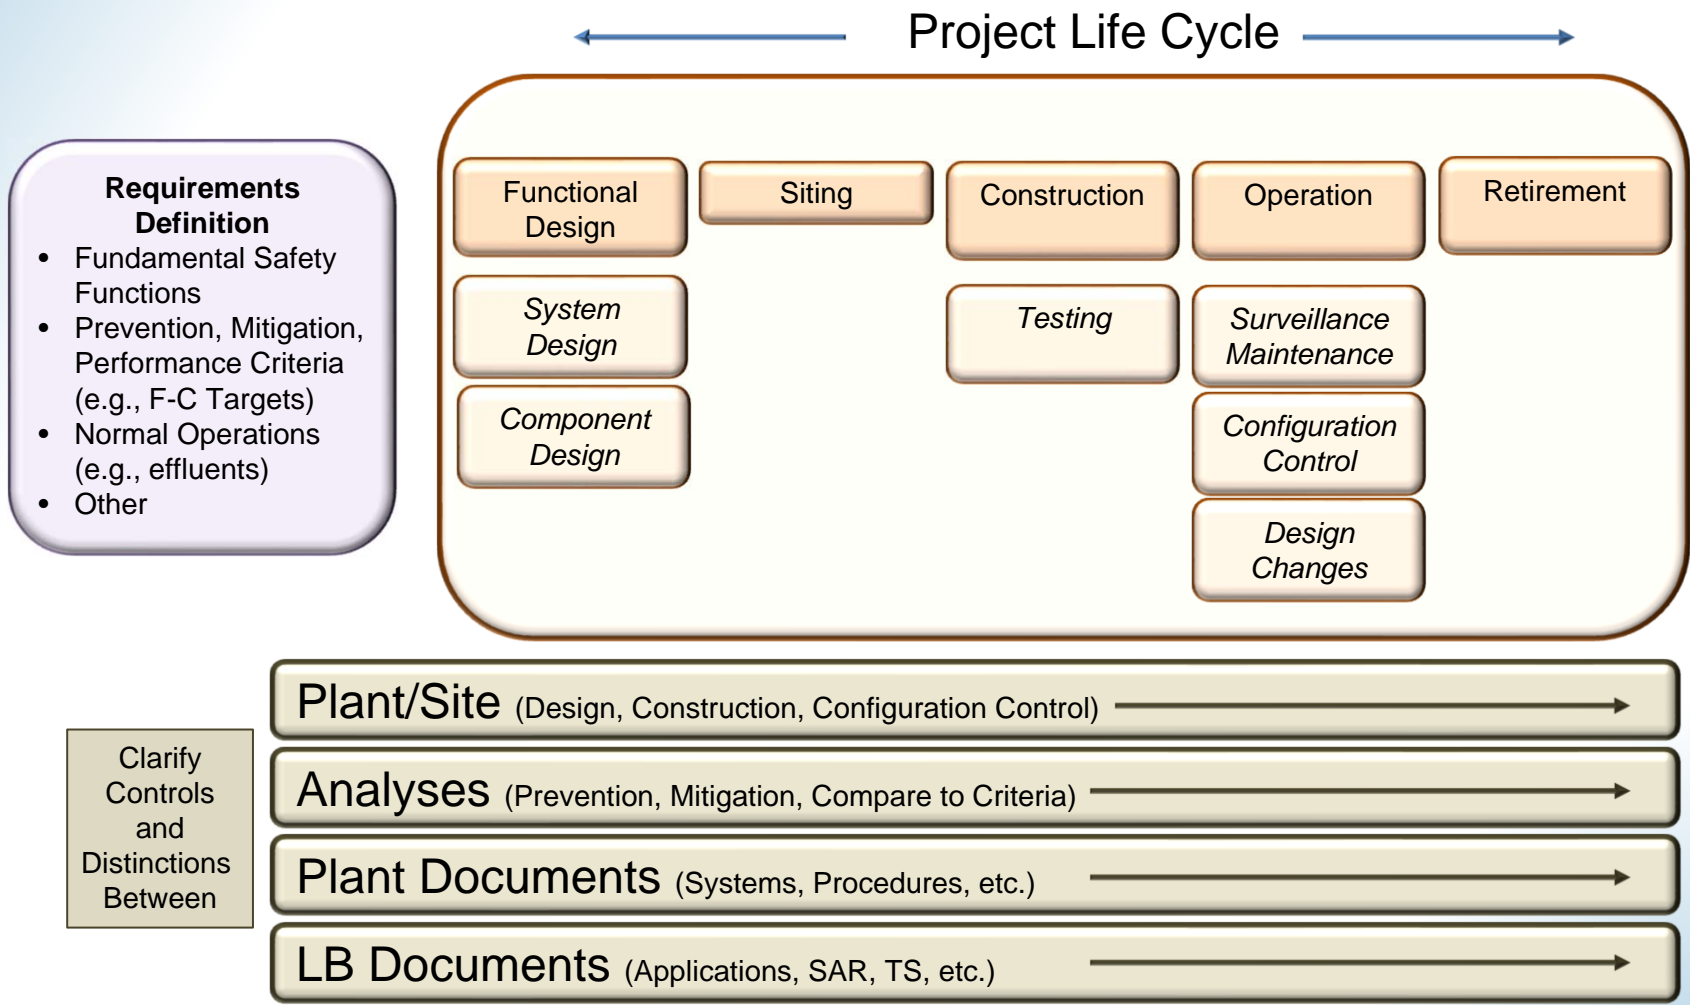 Project Life Cycle
Requirements
Definition
• Fundamental Safety
Functions
• Prevention, Mitigation,
Performance Criteria
(e.g., F-C Targets)
• Normal Operations
(e.g., effluents)
• Other
Functional
Design
System
Design
Component
Design
Siting
Construction
Testing
Operation
Surveillance
Maintenance
Configuration
Control
Design
Changes
Retirement
Clarify
Controls
and
Distinctions
Between
Plant/Site (Design, Construction, Configuration Control)
Analyses (Prevention, Mitigation, Compare to Criteria)
Plant Documents (Systems, Procedures, etc.)
LB Documents (Applications, SAR, TS, etc.)